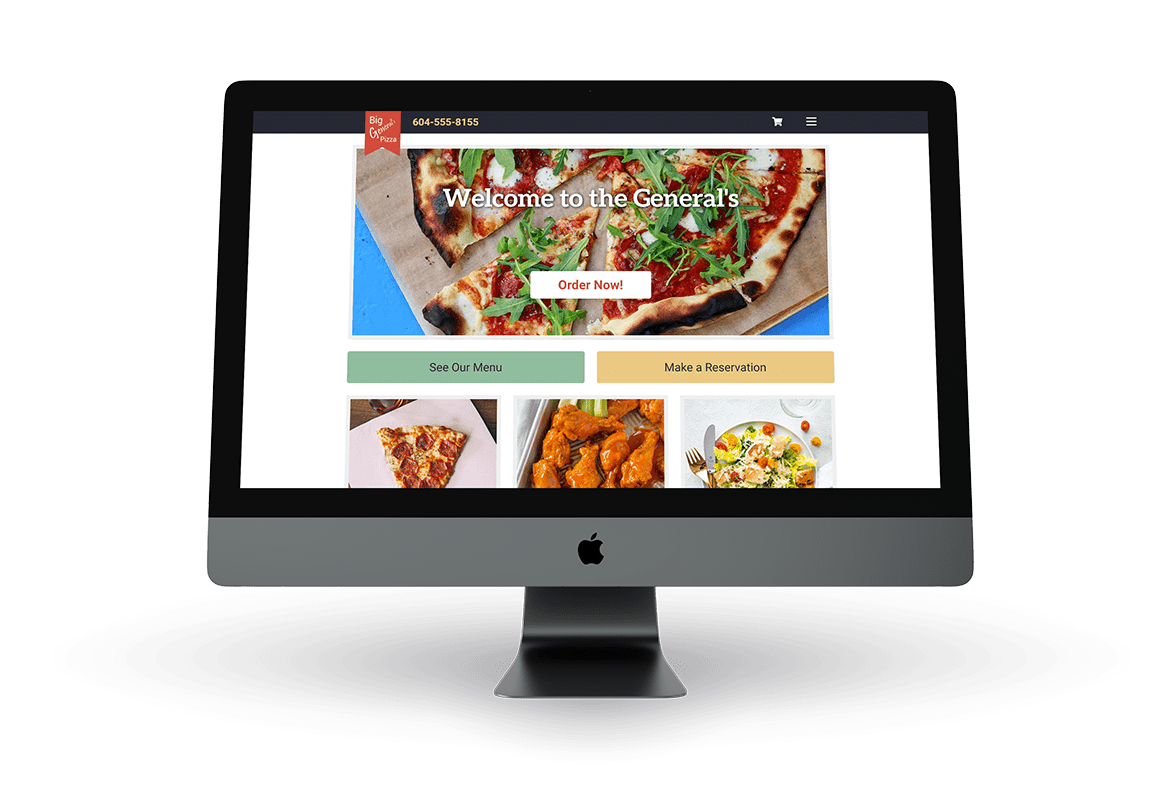 Big
General's
Pizza
604-555-8155
Welcome to the General's
Order Now!
See Our Menu
Make a Reservation